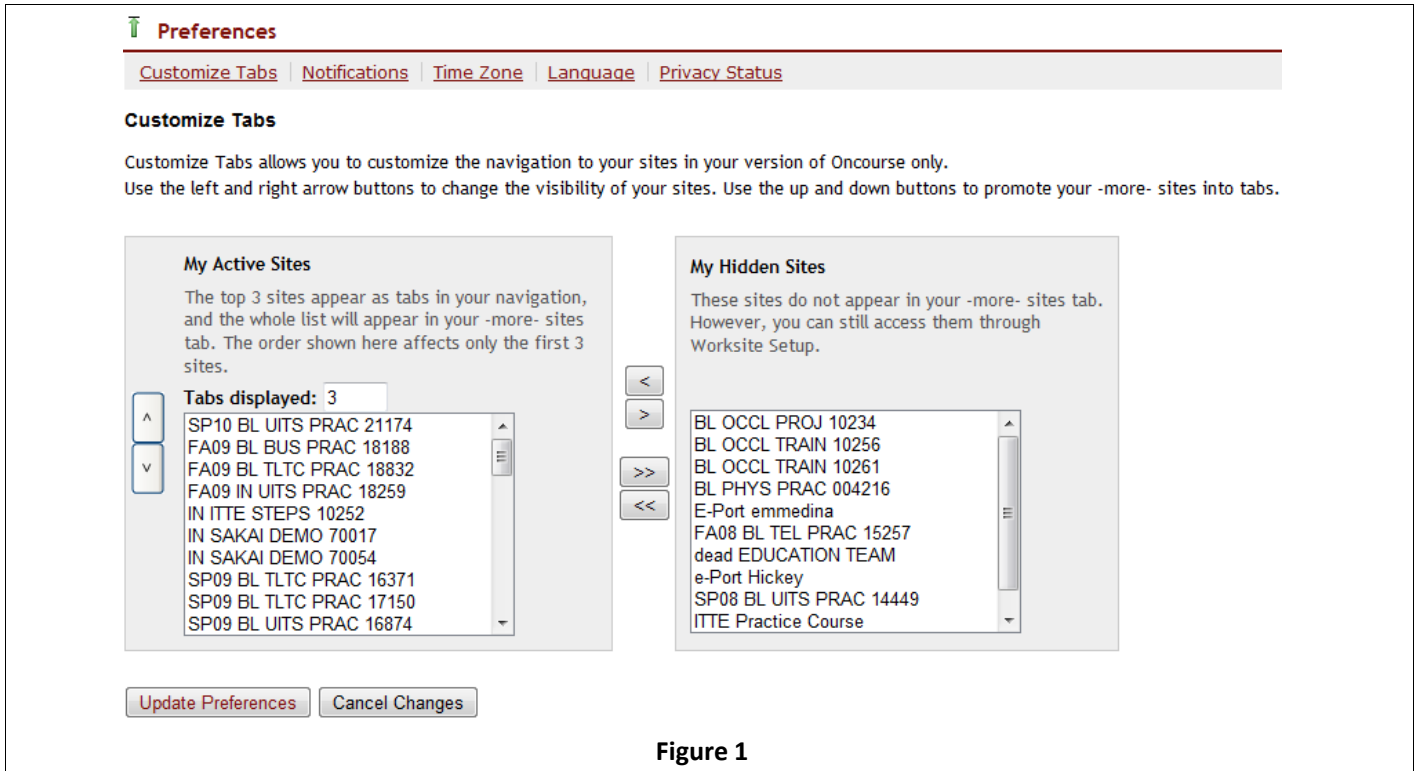 Preferences
Customize Tabs | Notifications | Time Zone | Language | Privacy Status
Customize Tabs
Customize Tabs allows you to customize the navigation to your sites in your version of Oncourse only.
Use the left and right arrow buttons to change the visibility of your sites. Use the up and down buttons to promote your -more- sites into tabs.
My Active Sites
The top 3 sites appear as tabs in your navigation,
and the whole list will appear in your -more- sites
tab. The order shown here affects only the first 3
sites.
Tabs displayed: 3
^
v
SP10 BL UITS PRAC 21174
FA09 BL BUS PRAC 18188
FA09 BL TLTC PRAC 18832
FA09 IN UITS PRAC 18259
IN ITTE STEPS 10252
IN SAKAI DEMO 70017
IN SAKAI DEMO 70054
SP09 BL TLTC PRAC 16371
SP09 BL TLTC PRAC 17150
SP09 BL UITS PRAC 16874
<
>
>>
<<
My Hidden Sites
These sites do not appear in your -more- sites tab.
However, you can still access them through
Worksite Setup.
BL OCCL PROJ 10234
BL OCCL TRAIN 10256
BL OCCL TRAIN 10261
BL PHYS PRAC 004216
E-Port emmedina
FA08 BL TEL PRAC 15257
dead EDUCATION TEAM
e-Port Hickey
SP08 BL UITS PRAC 14449
ITTE Practice Course
Update Preferences
Cancel Changes
Figure 1